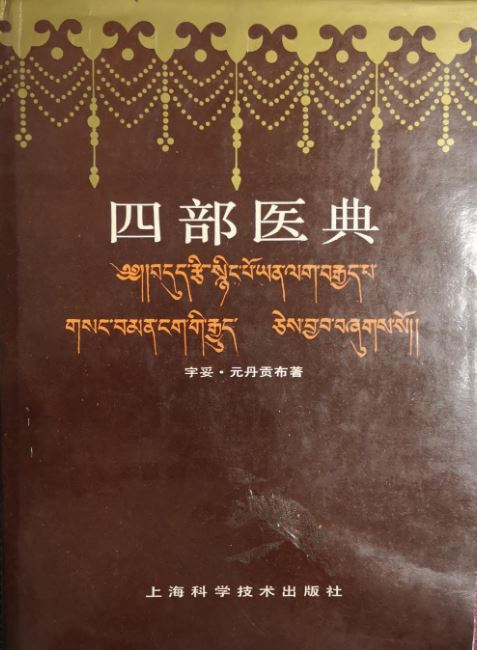 四部医典
༄༅།།བདུད་རྩི་སྙིང་པོ་ཡན་ལག་བརྒྱད་པ་
གསང་བ་མན་ངག་གི་རྒྱུད་ ཅེས་བྱ་བ་བཞུགས་སོ།།
宇妥·元丹贡布著
上海科学技术出版社